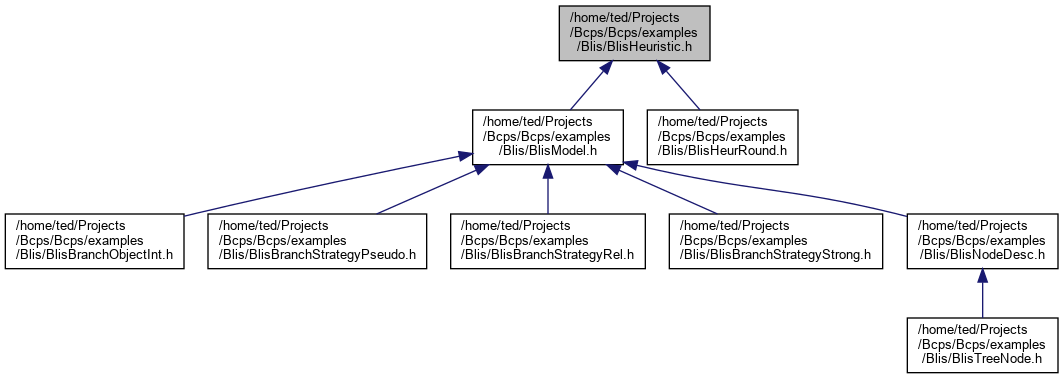 /home/ted/Projects
/Bcps/Bcps/examples
/Blis/BlisHeuristic.h
/home/ted/Projects
/Bcps/Bcps/examples
/Blis/BlisModel.h
/home/ted/Projects
/Bcps/Bcps/examples
/Blis/BlisHeurRound.h
/home/ted/Projects
/Bcps/Bcps/examples
/Blis/BlisBranchObjectInt.h
/home/ted/Projects
/Bcps/Bcps/examples
/Blis/BlisBranchStrategyPseudo.h
/home/ted/Projects
/Bcps/Bcps/examples
/Blis/BlisBranchStrategyRel.h
/home/ted/Projects
/Bcps/Bcps/examples
/Blis/BlisBranchStrategyStrong.h
/home/ted/Projects
/Bcps/Bcps/examples
/Blis/BlisNodeDesc.h
/home/ted/Projects
/Bcps/Bcps/examples
/Blis/BlisTreeNode.h